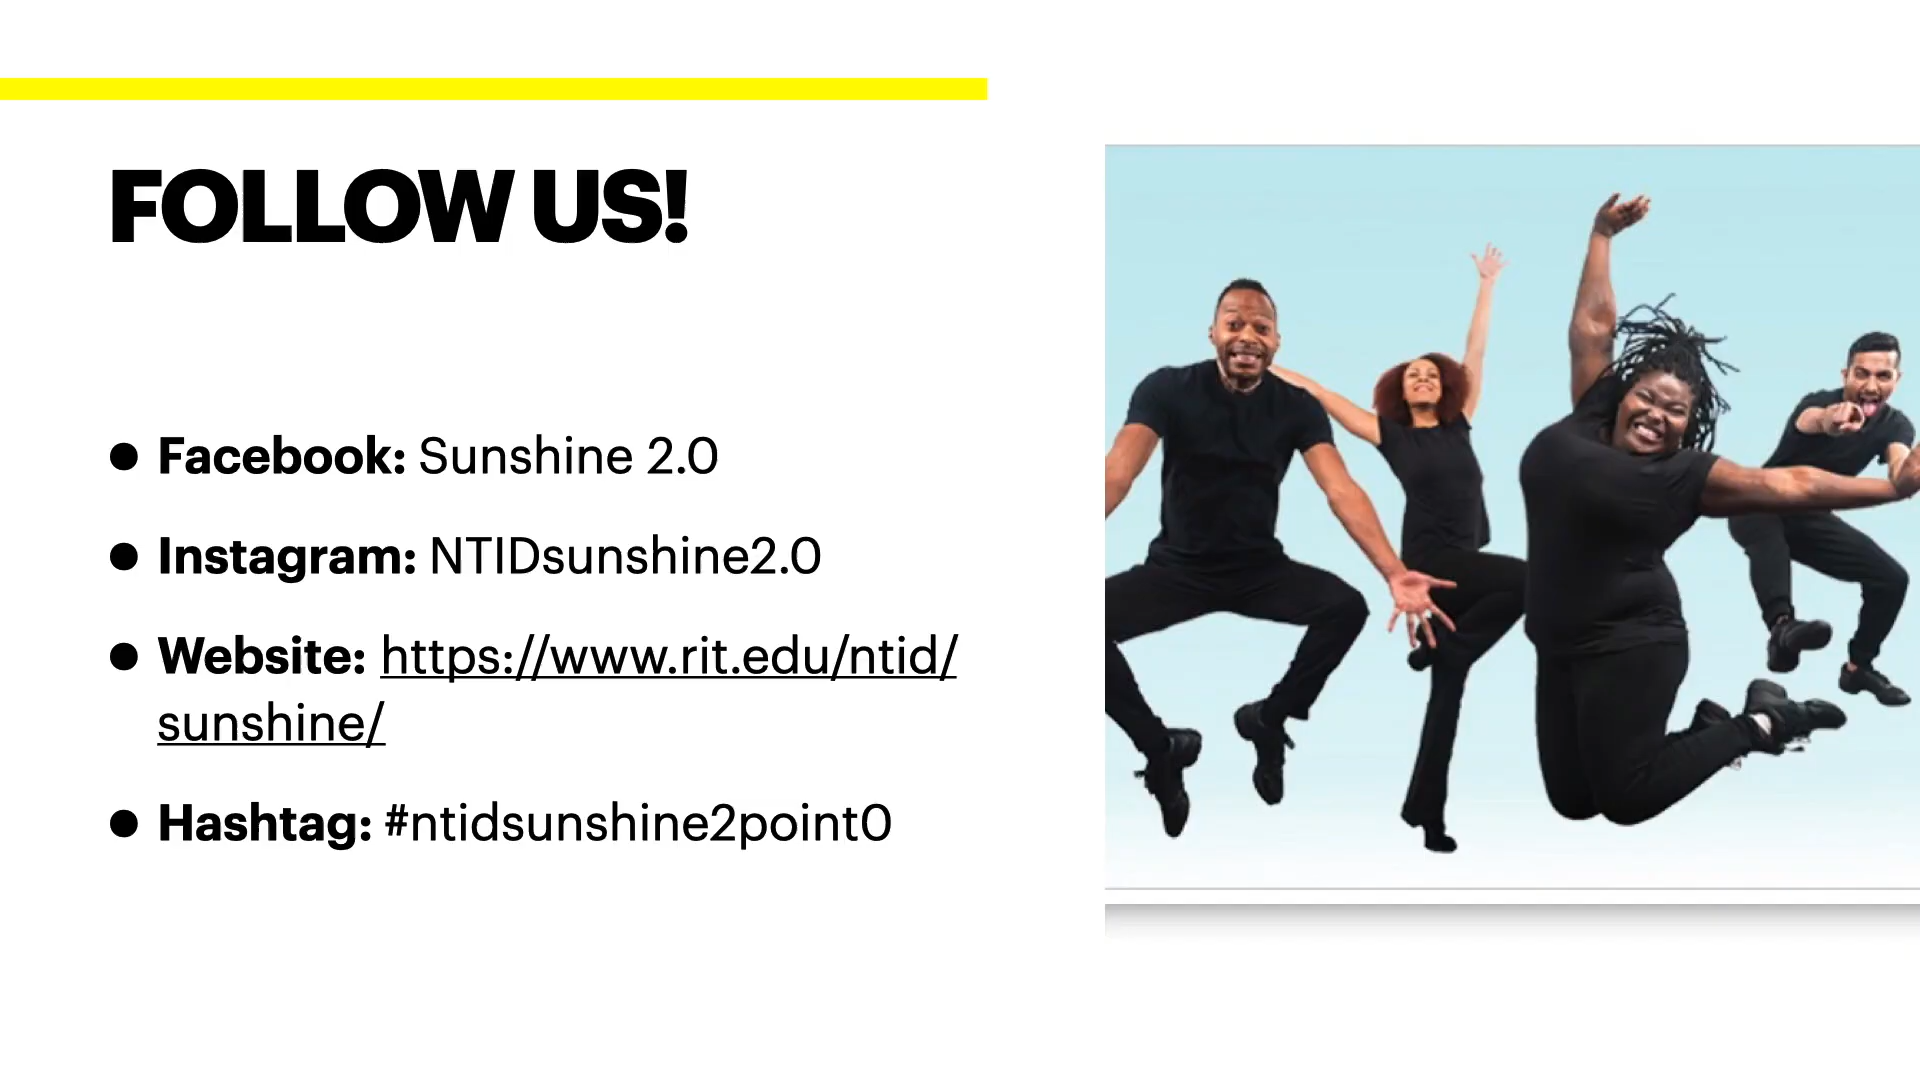 FOLLOW US!
● Facebook: Sunshine 2.0
● Instagram: NTIDsunshine2.0
● Website: https://www.rit.edu/ntid/
sunshine/
● Hashtag: #ntidsunshine2point0